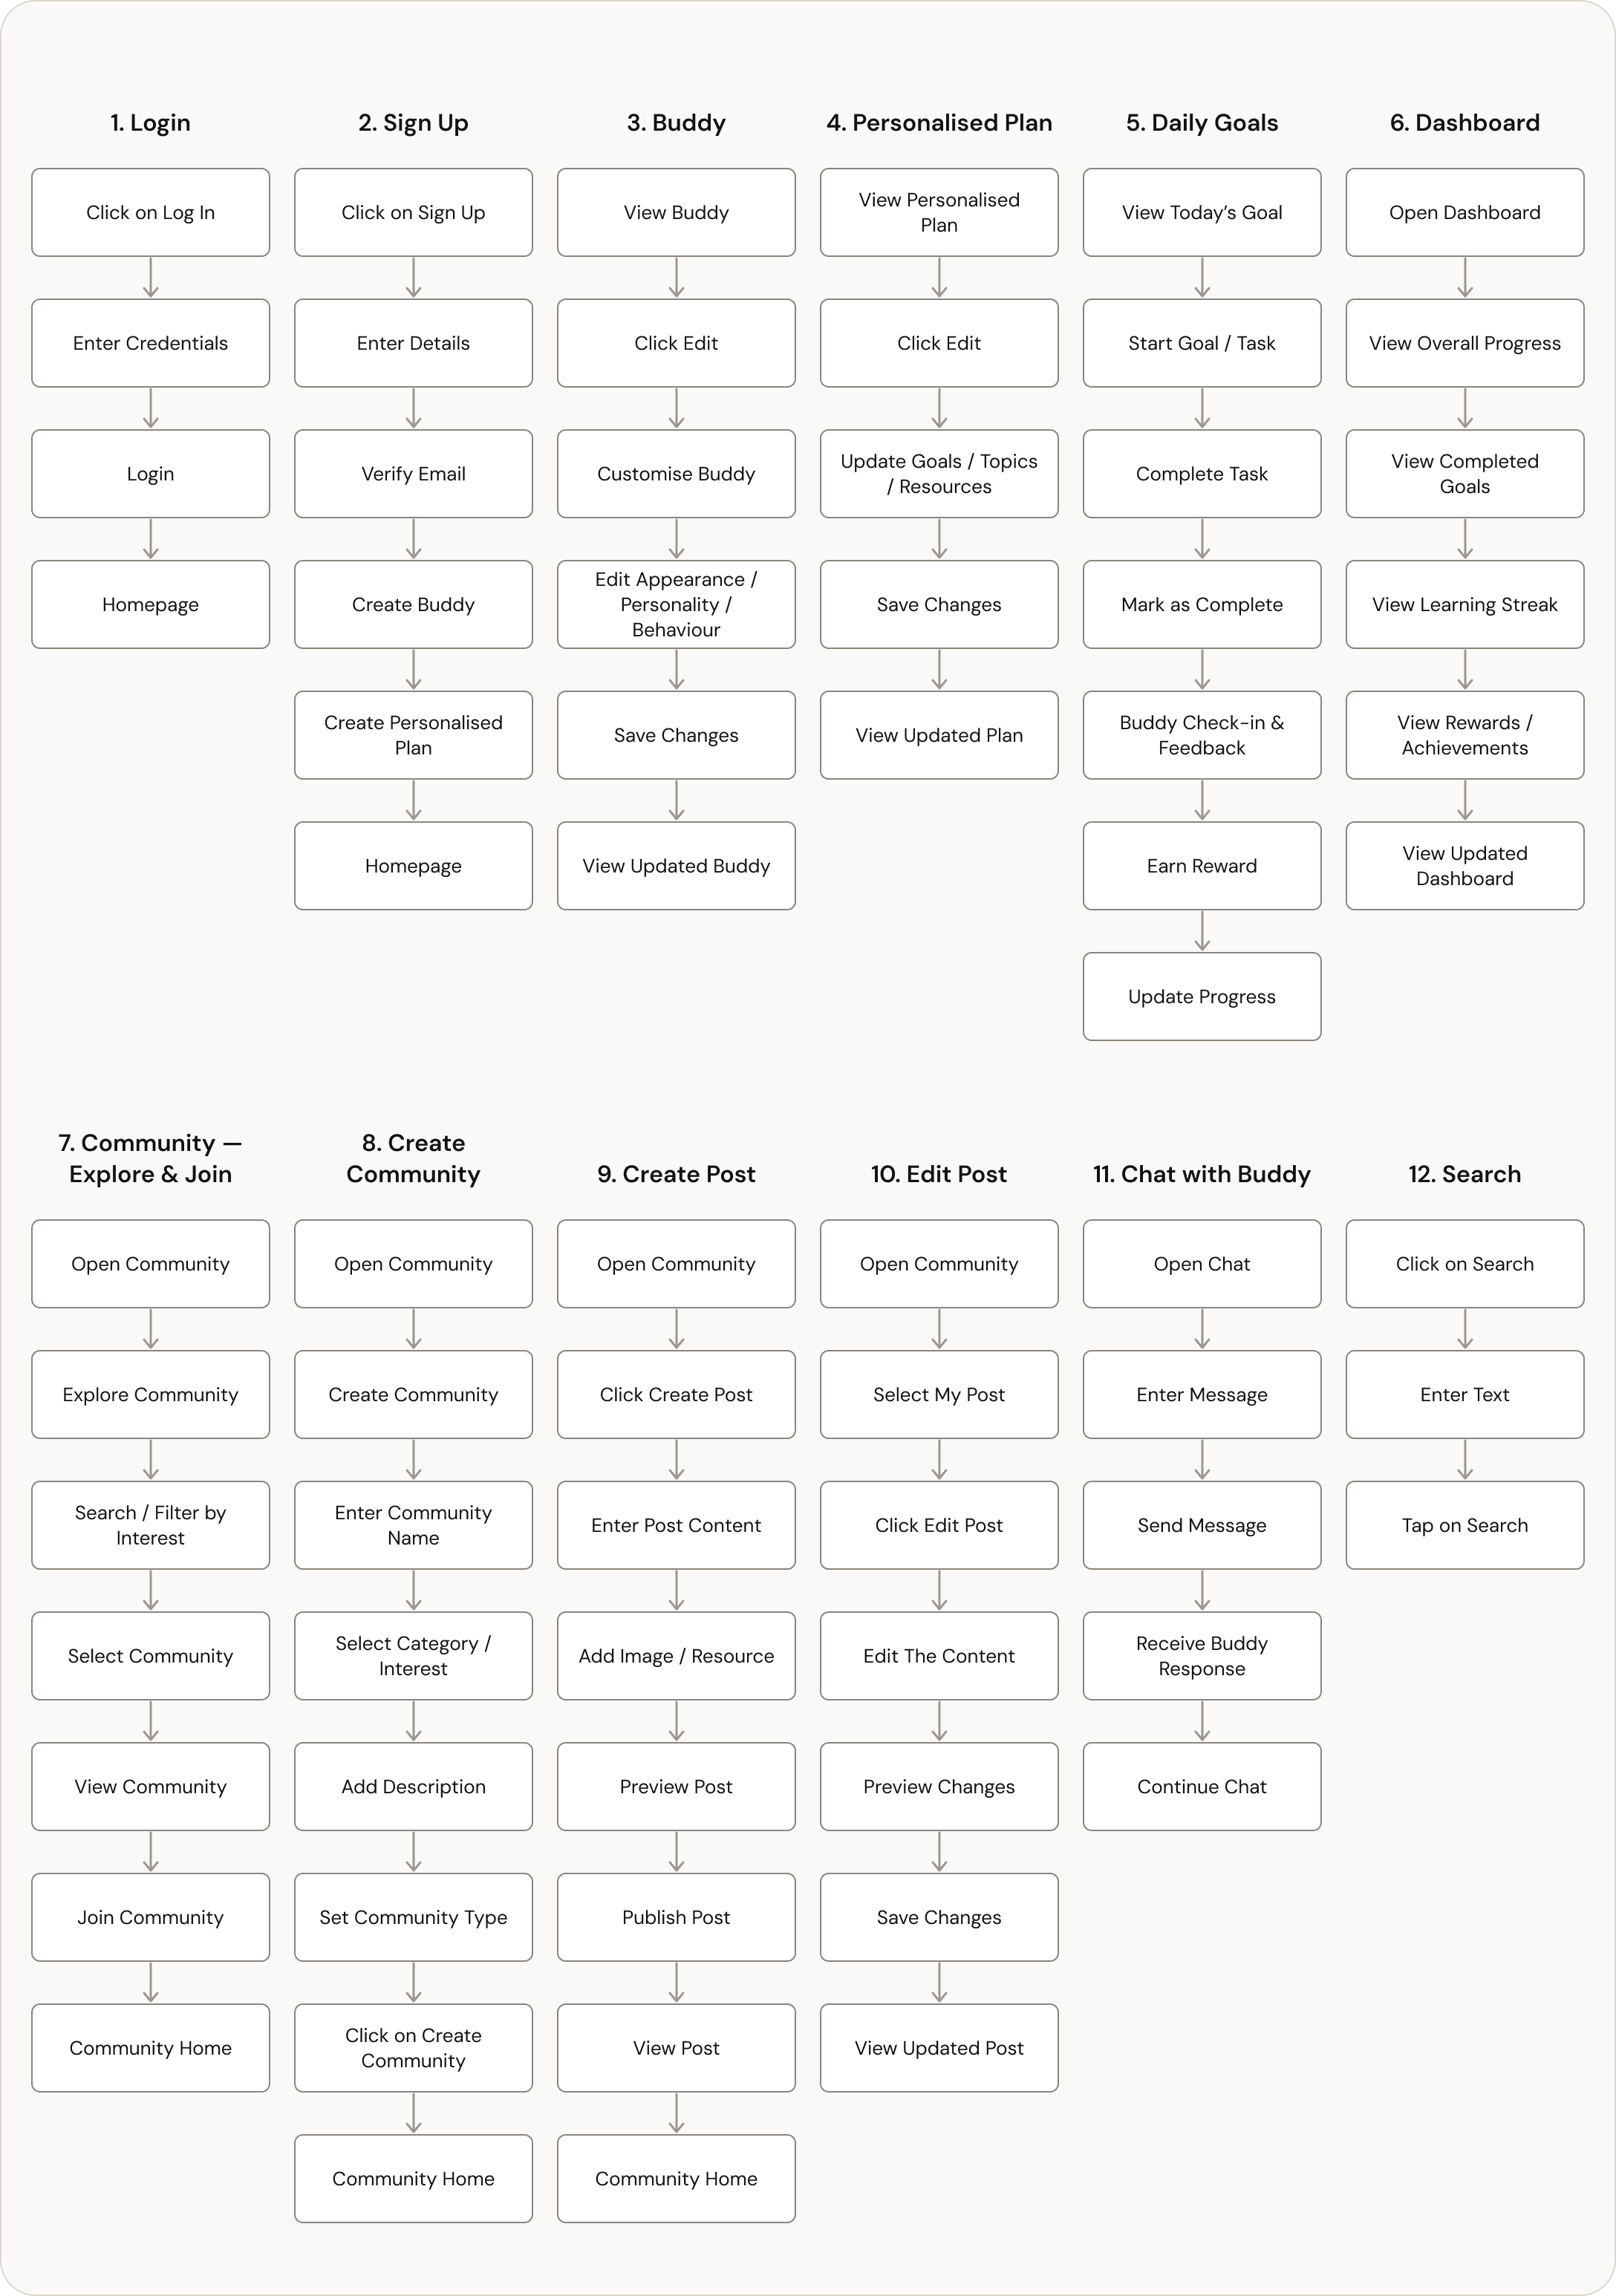 1. Login
Click on Log In
Enter Credentials
Login
Homepage
2. Sign Up
Click on Sign Up
Enter Details
Verify Email
Create Buddy
Create Personalised
Plan
Homepage
3. Buddy
View Buddy
Click Edit
Customise Buddy
Edit Appearance /
Personality /
Behaviour
Save Changes
View Updated Buddy
4. Personalised Plan
View Personalised
Plan
Click Edit
Update Goals / Topics
/ Resources
Save Changes
View Updated Plan
5. Daily Goals
View Today’s Goal
Start Goal / Task
Complete Task
Mark as Complete
Buddy Check-in &
Feedback
Earn Reward
Update Progress
6. Dashboard
Open Dashboard
View Overall Progress
View Completed
Goals
View Learning Streak
View Rewards /
Achievements
View Updated
Dashboard
7. Community —
Explore & Join
Open Community
Explore Community
Search / Filter by
Interest
Select Community
View Community
Join Community
Community Home
8. Create
Community
Open Community
Create Community
Enter Community
Name
Select Category /
Interest
Add Description
Set Community Type
Click on Create
Community
Community Home
9. Create Post
Open Community
Click Create Post
Enter Post Content
Add Image / Resource
Preview Post
Publish Post
View Post
Community Home
10. Edit Post
Open Community
Select My Post
Click Edit Post
Edit The Content
Preview Changes
Save Changes
View Updated Post
11. Chat with Buddy
Open Chat
Enter Message
Send Message
Receive Buddy
Response
Continue Chat
12. Search
Click on Search
Enter Text
Tap on Search